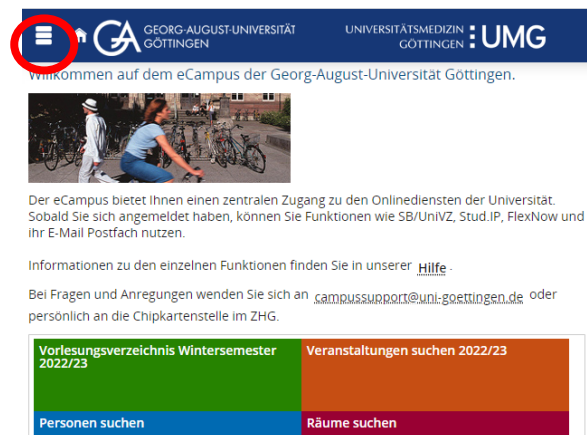 GEORG-AUGUST-UNIVERSITÄT
GÖTTINGEN
UNIVERSITÄTSMEDIZIN
GÖTTINGEN
UMG
Willkommen auf dem eCampus der Georg-August-Universität Göttingen.
Der eCampus bietet Ihnen einen zentralen Zugang zu den Onlinediensten der Universität.
Sobald Sie sich angemeldet haben, können Sie Funktionen wie SB/UniVZ, Stud.IP, FlexNow und
ihr E-Mail Postfach nutzen.
Informationen zu den einzelnen Funktionen finden Sie in unserer Hilfe .
Bei Fragen und Anregungen wenden Sie sich an campussupport@uni-goettingen.de oder
persönlich an die Chipkartenstelle im ZHG.
Vorlesungsverzeichnis Wintersemester
2022/23
Veranstaltungen suchen 2022/23
Personen suchen
Räume suchen